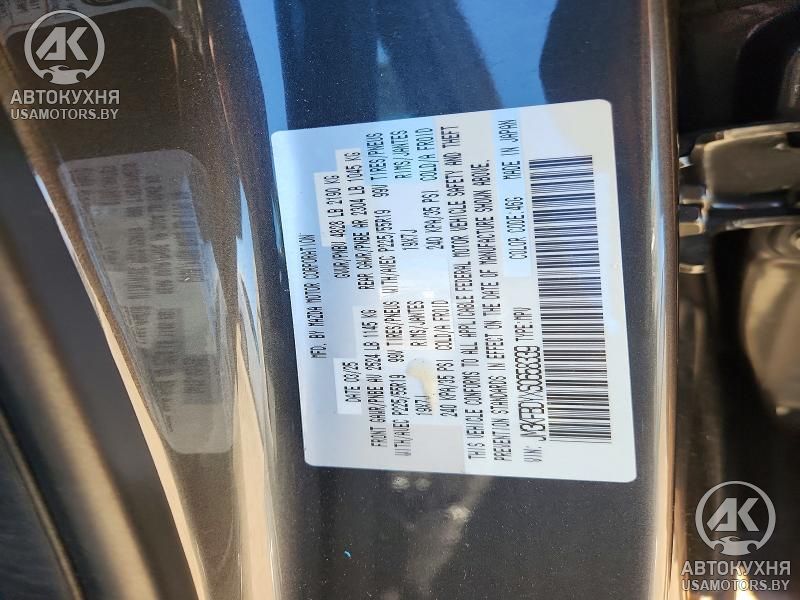 АК
АВТОКУХНЯ
USAMOTORS.BY
MFD. BY MAZDA MOTOR CORPORATION
DATE 03/25 GVWR/PNBV 4828 LB 2190 KG
FRONT GAWR/PNBE AV 2524 LB 1145 KG REAR GAWR/PNBE AR 2304 LB 1045 KG
WITH/AVEC P225/55R19 99V TIRES/PNEUS WITH/AVEC P225/55R19 99V TIRES/PNEUS
19X7J RIMS/JANTES 19X7J RIMS/JANTES
240 KPA/35 PSI COLD/A FROID 240 KPA/35 PSI COLD/A FROID
THIS VEHICLE CONFORMS TO ALL APPLICABLE FEDERAL MOTOR VEHICLE SAFETY AND THEFT
PREVENTION STANDARDS IN EFFECT ON THE DATE OF MANUFACTURE SHOWN ABOVE.
COLOR CODE:46G MADE IN JAPAN
VIN: TYPE:MPV
АК
АВТОКУХНЯ
USAMOTORS.BY